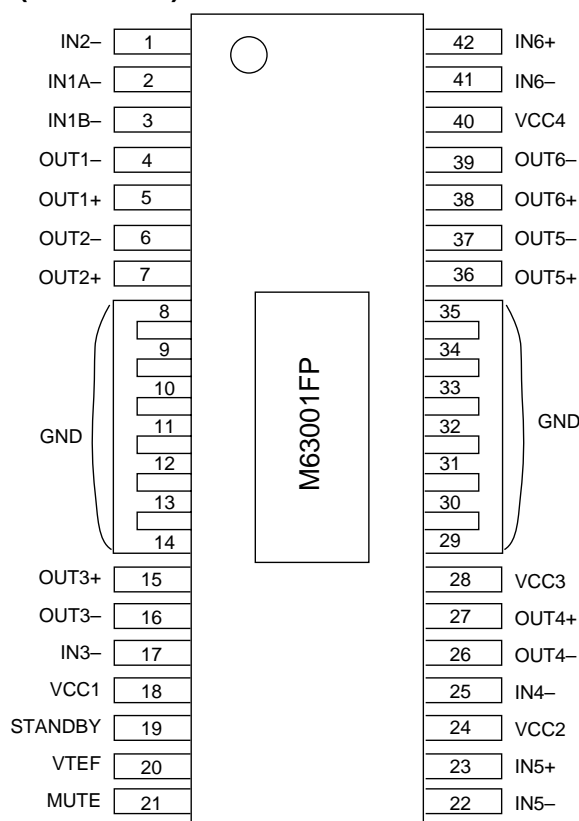 IN2– 1 42 IN6+
IN1A– 2 41 IN6–
IN1B– 3 40 VCC4
OUT1– 4 39 OUT6–
OUT1+ 5 38 OUT6+
OUT2– 6 37 OUT5–
OUT2+ 7 36 OUT5+
8 35
9 34
10 33
GND 11 32 GND
12 31
13 30
14 29
M63001FP
OUT3+ 15 28 VCC3
OUT3– 16 27 OUT4+
IN3– 17 26 OUT4–
VCC1 18 25 IN4–
STANDBY 19 24 VCC2
VTEF 20 23 IN5+
MUTE 21 22 IN5–